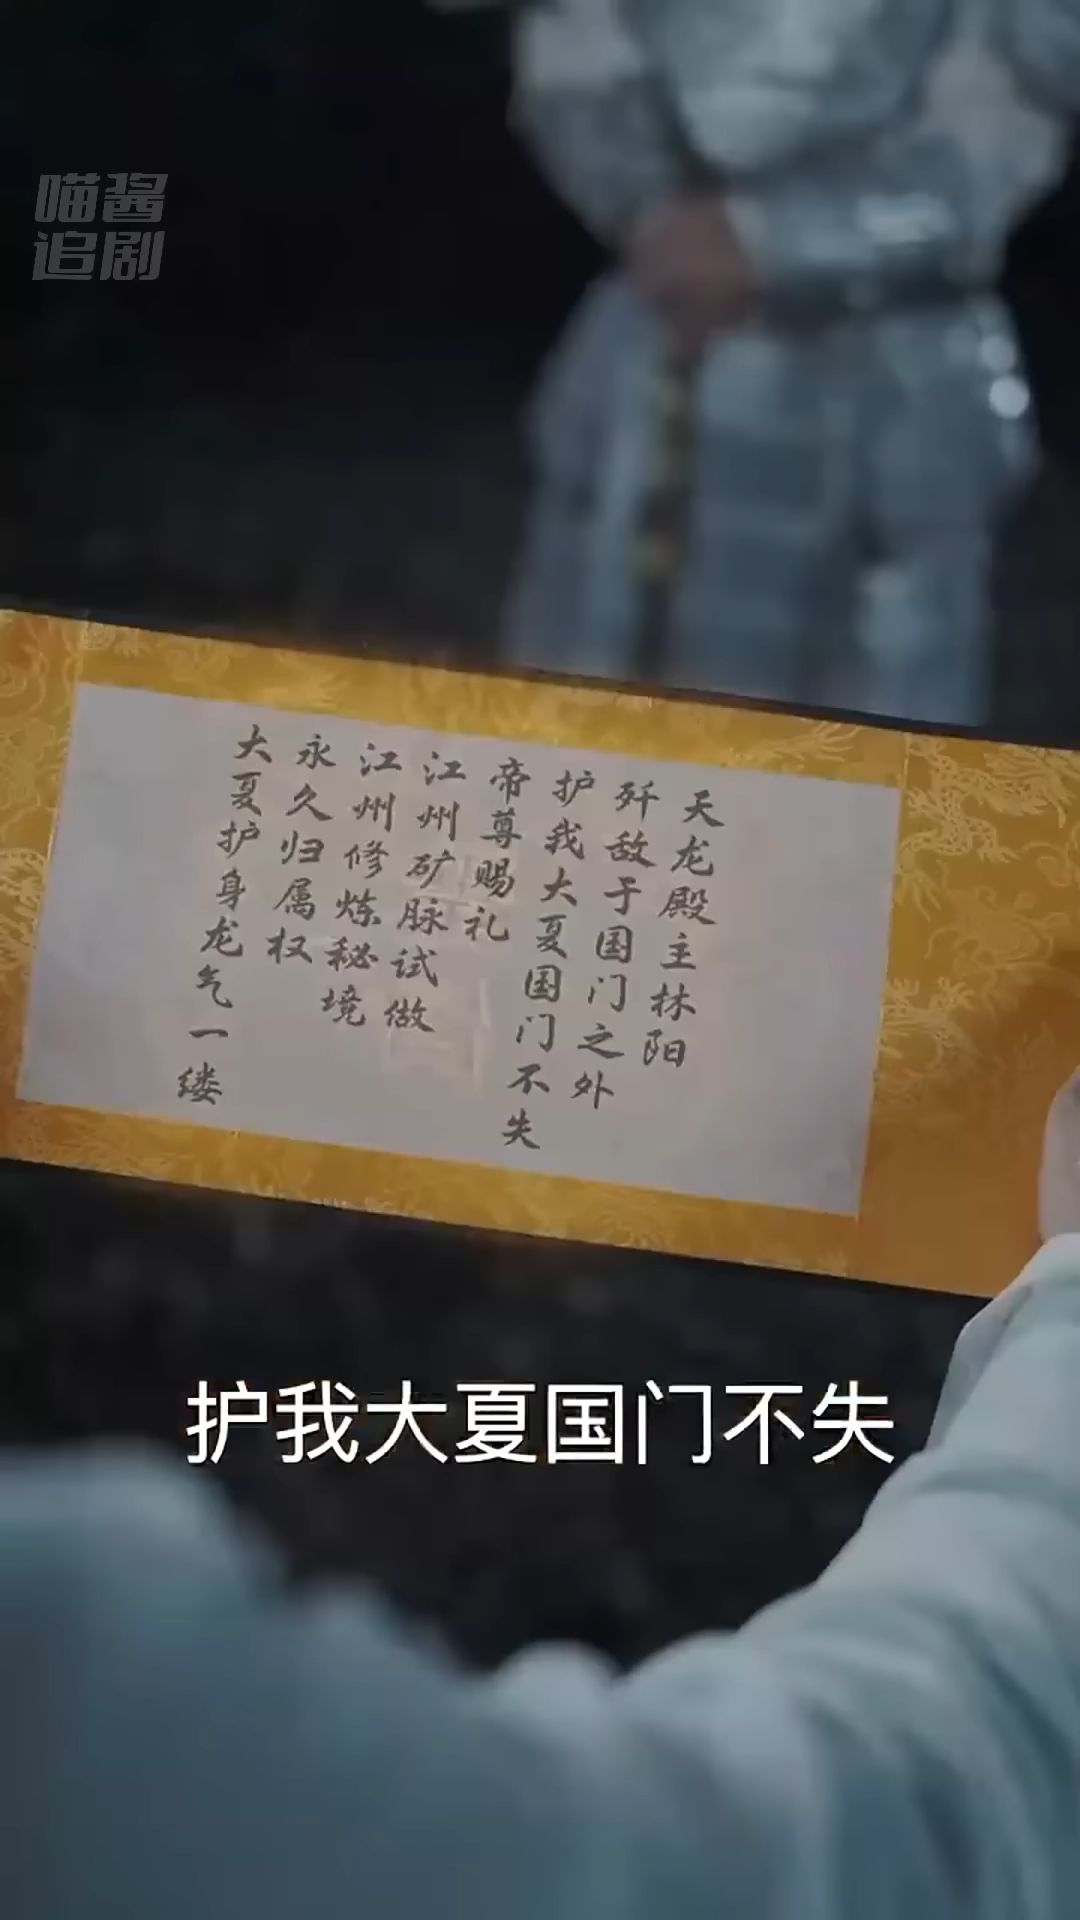 喵酱
追剧
天龙殿主林阳
歼敌于国门之外
护我大夏国门不失
帝尊赐礼
江州矿脉试做
江州修炼秘境
永久归属权
大夏护身龙气一缕
护我大夏国门不失